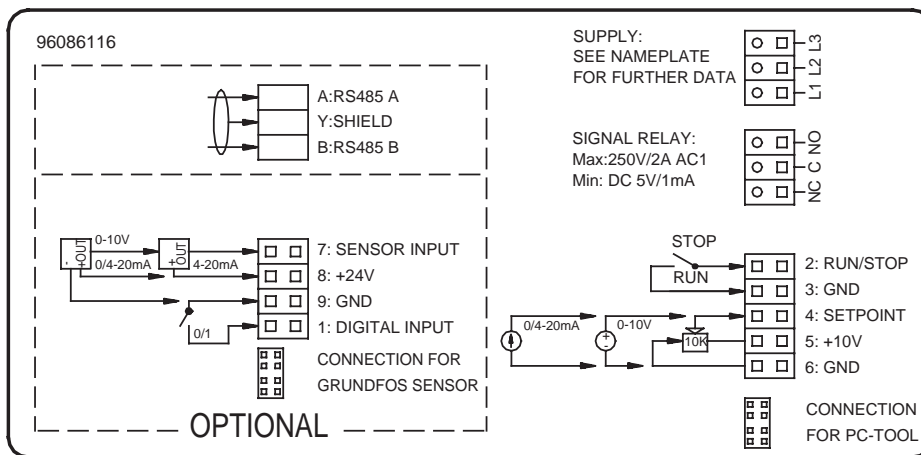 96086116
A:RS485 A
Y:SHIELD
B:RS485 B
-
+
OUT
0-10V
0/4-20mA
+
OUT
4-20mA
7: SENSOR INPUT
8: +24V
9: GND
1: DIGITAL INPUT
0/1
CONNECTION FOR
GRUNDFOS SENSOR
OPTIONAL
SUPPLY:
SEE NAMEPLATE
FOR FURTHER DATA
L3
L2
L1
SIGNAL RELAY:
Max:250V/2A AC1
Min: DC 5V/1mA
NO
C
NC
STOP
RUN
2: RUN/STOP
3: GND
4: SETPOINT
5: +10V
6: GND
0/4-20mA
0-10V
+
-
10K
CONNECTION
FOR PC-TOOL